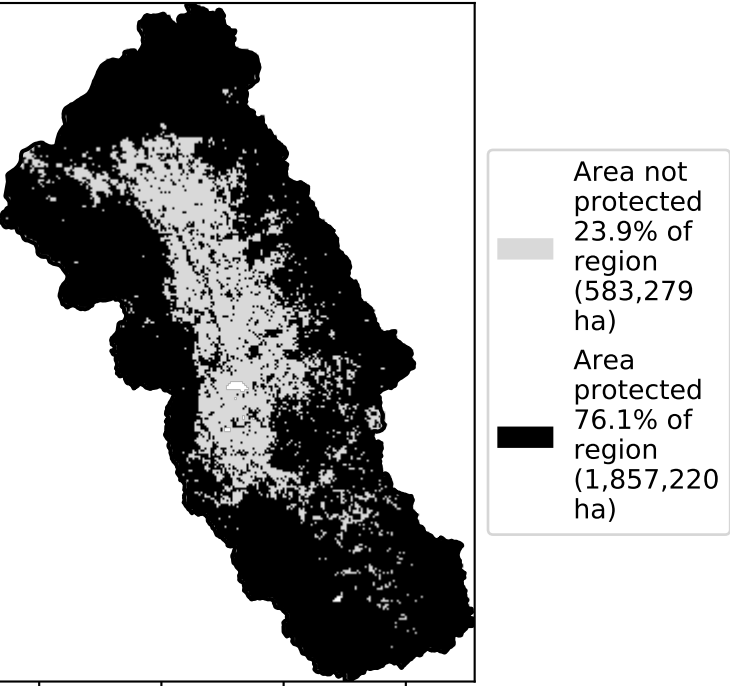 Area not
protected
23.9% of
region
(583,279
ha)
Area
protected
76.1% of
region
(1,857,220
ha)